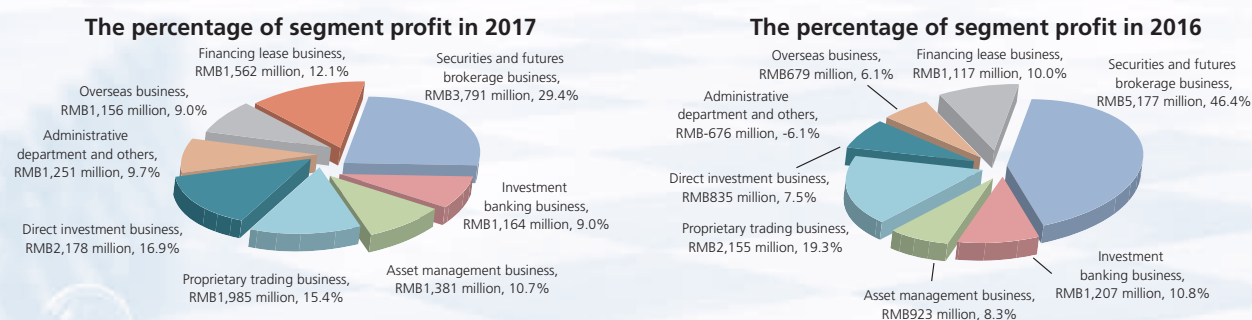 The percentage of segment profit in 2017
Financing lease business,
RMB1,562 million, 12.1%
Securities and futures
brokerage business,
RMB3,791 million, 29.4%
Overseas business,
RMB1,156 million, 9.0%
Administrative
department and others,
RMB1,251 million, 9.7%
Investment
banking business,
RMB1,164 million, 9.0%
Direct investment business,
RMB2,178 million, 16.9%
Asset management business,
RMB1,381 million, 10.7%
Proprietary trading business,
RMB1,985 million, 15.4%
The percentage of segment profit in 2016
Overseas business,
RMB679 million, 6.1%
Financing lease business,
RMB1,117 million, 10.0%
Securities and futures
brokerage business,
RMB5,177 million, 46.4%
Administrative
department and others,
RMB-676 million, -6.1%
Direct investment business,
RMB835 million, 7.5%
Proprietary trading business,
RMB2,155 million, 19.3%
Investment
banking business,
RMB1,207 million, 10.8%
Asset management business,
RMB923 million, 8.3%